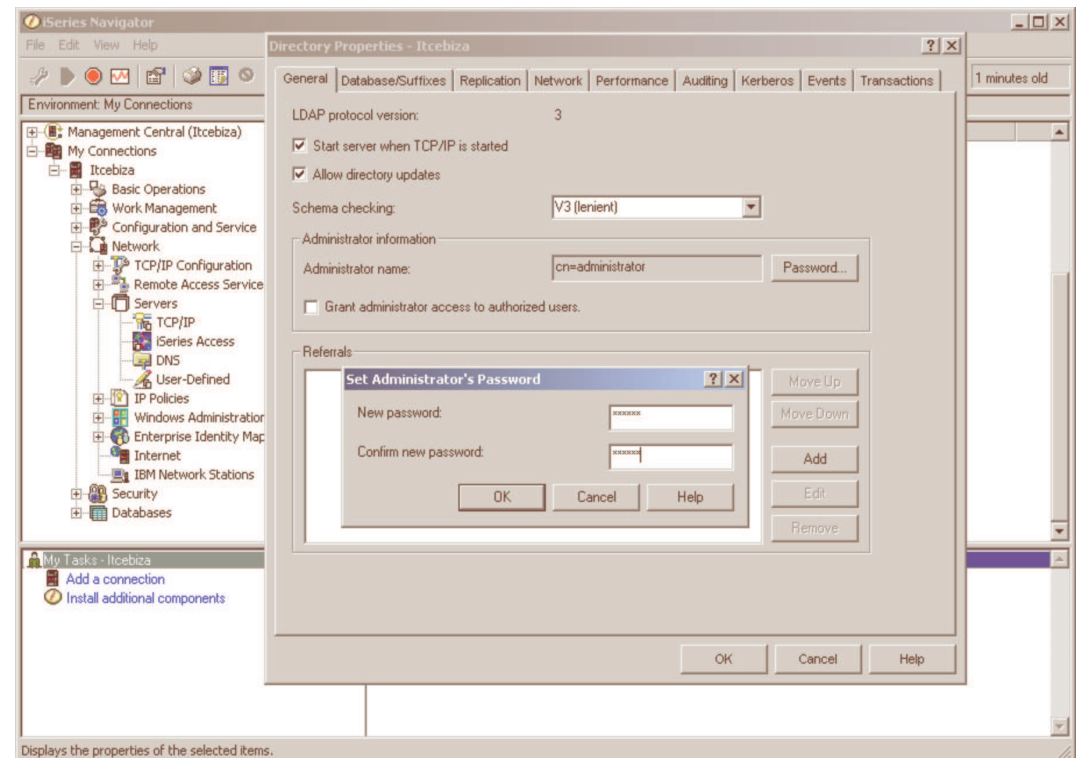 iSeries Navigator
File Edit View Help
Environment: My Connections
1 minutes old
Management Central (Itcebiza)
My Connections
Itcebiza
Basic Operations
Work Management
Configuration and Service
Network
TCP/IP Configuration
Remote Access Service
Servers
TCP/IP
iSeries Access
DNS
User-Defined
IP Policies
Windows Administration
Enterprise Identity Map
Internet
IBM Network Stations
Security
Databases
My Tasks - Itcebiza
Add a connection
Install additional components
Displays the properties of the selected items.
Directory Properties - Itcebiza
General Database/Suffixes Replication Network Performance Auditing Kerberos Events Transactions
LDAP protocol version: 3
Start server when TCP/IP is started
Allow directory updates
Schema checking: V3 (lenient)
Administrator information
Administrator name: cn=administrator Password...
Grant administrator access to authorized users.
Referrals
Move Up
Move Down
Add
Edit
Remove
Set Administrator's Password
New password: xxxxxx
Confirm new password: xxxxxx
OK Cancel Help
OK Cancel Help